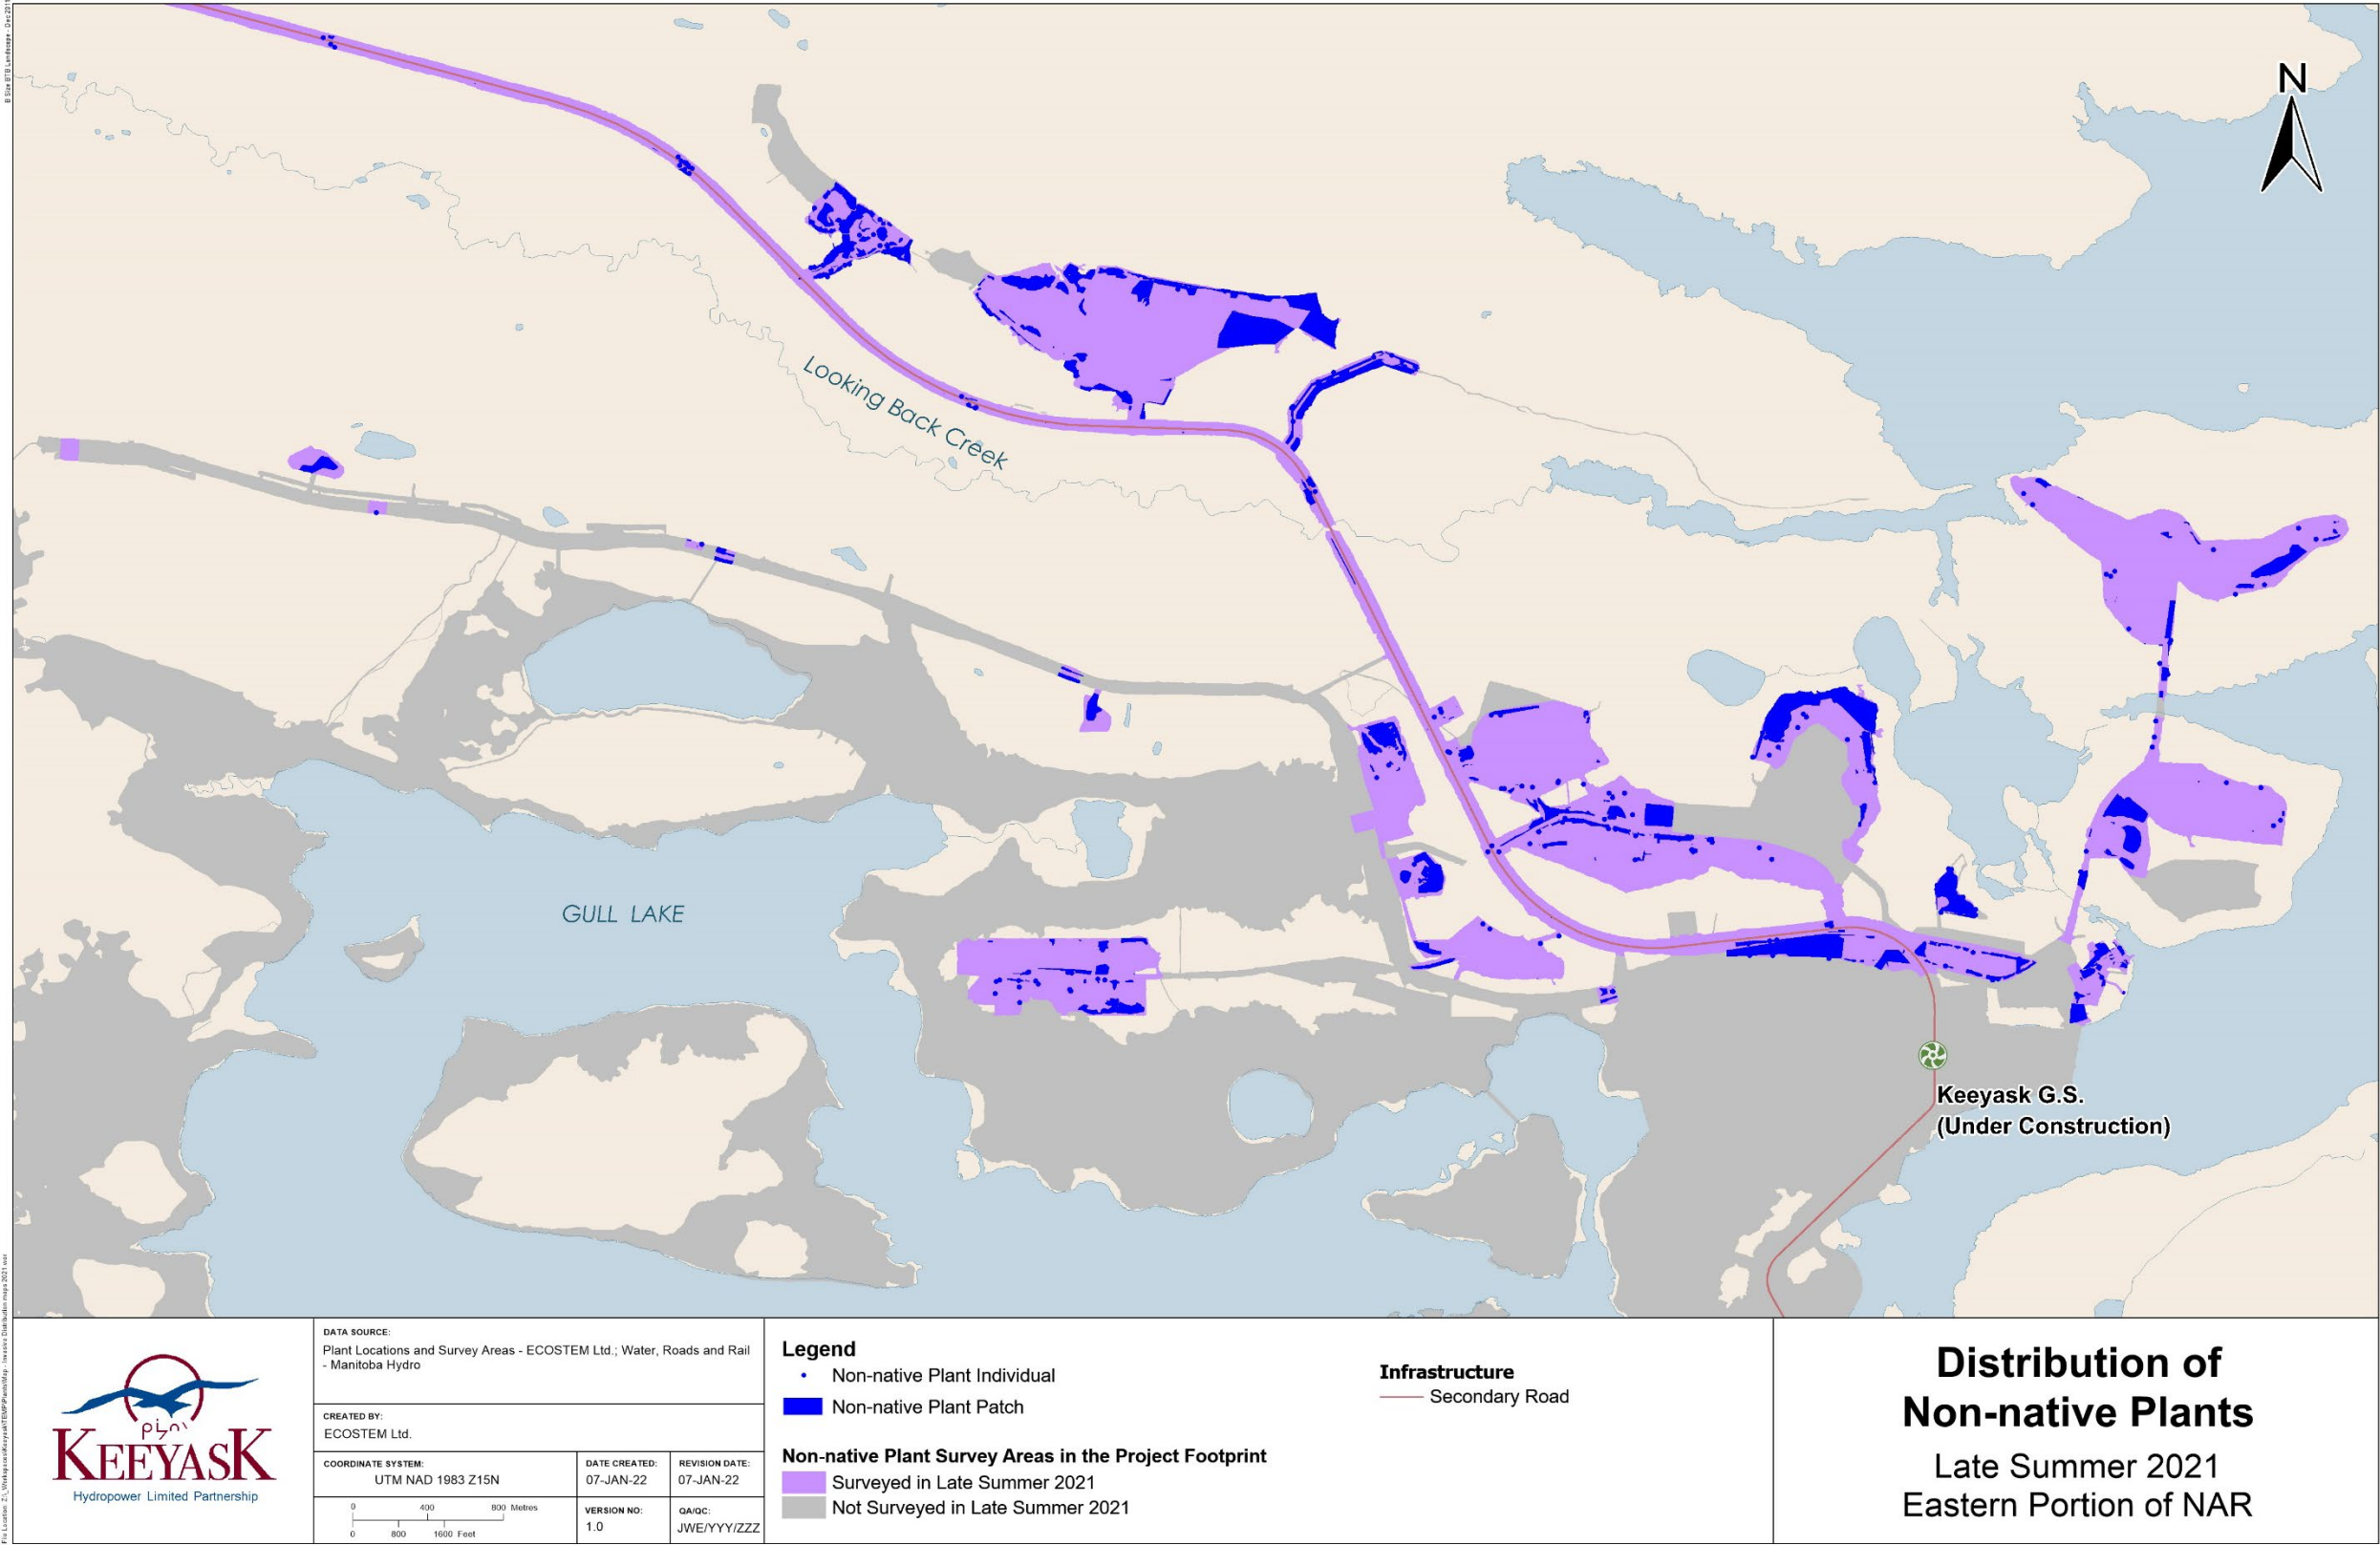 B Size BTB Landscape - Dec 2019
N
Looking Back Creek
GULL LAKE
Keeyask G.S.
(Under Construction)
KEEYASK
Hydropower Limited Partnership
DATA SOURCE:
Plant Locations and Survey Areas - ECOSTEM Ltd.; Water, Roads and Rail
- Manitoba Hydro
CREATED BY:
ECOSTEM Ltd.
COORDINATE SYSTEM:
UTM NAD 1983 Z15N
DATE CREATED:
07-JAN-22
REVISION DATE:
07-JAN-22
0 400 800 Metres
0 800 1600 Feet
VERSION NO:
1.0
QA/QC:
JWE/YYY/ZZZ
Legend
Non-native Plant Individual
Non-native Plant Patch
Non-native Plant Survey Areas in the Project Footprint
Surveyed in Late Summer 2021
Not Surveyed in Late Summer 2021
Infrastructure
Secondary Road
Distribution of
Non-native Plants
Late Summer 2021
Eastern Portion of NAR